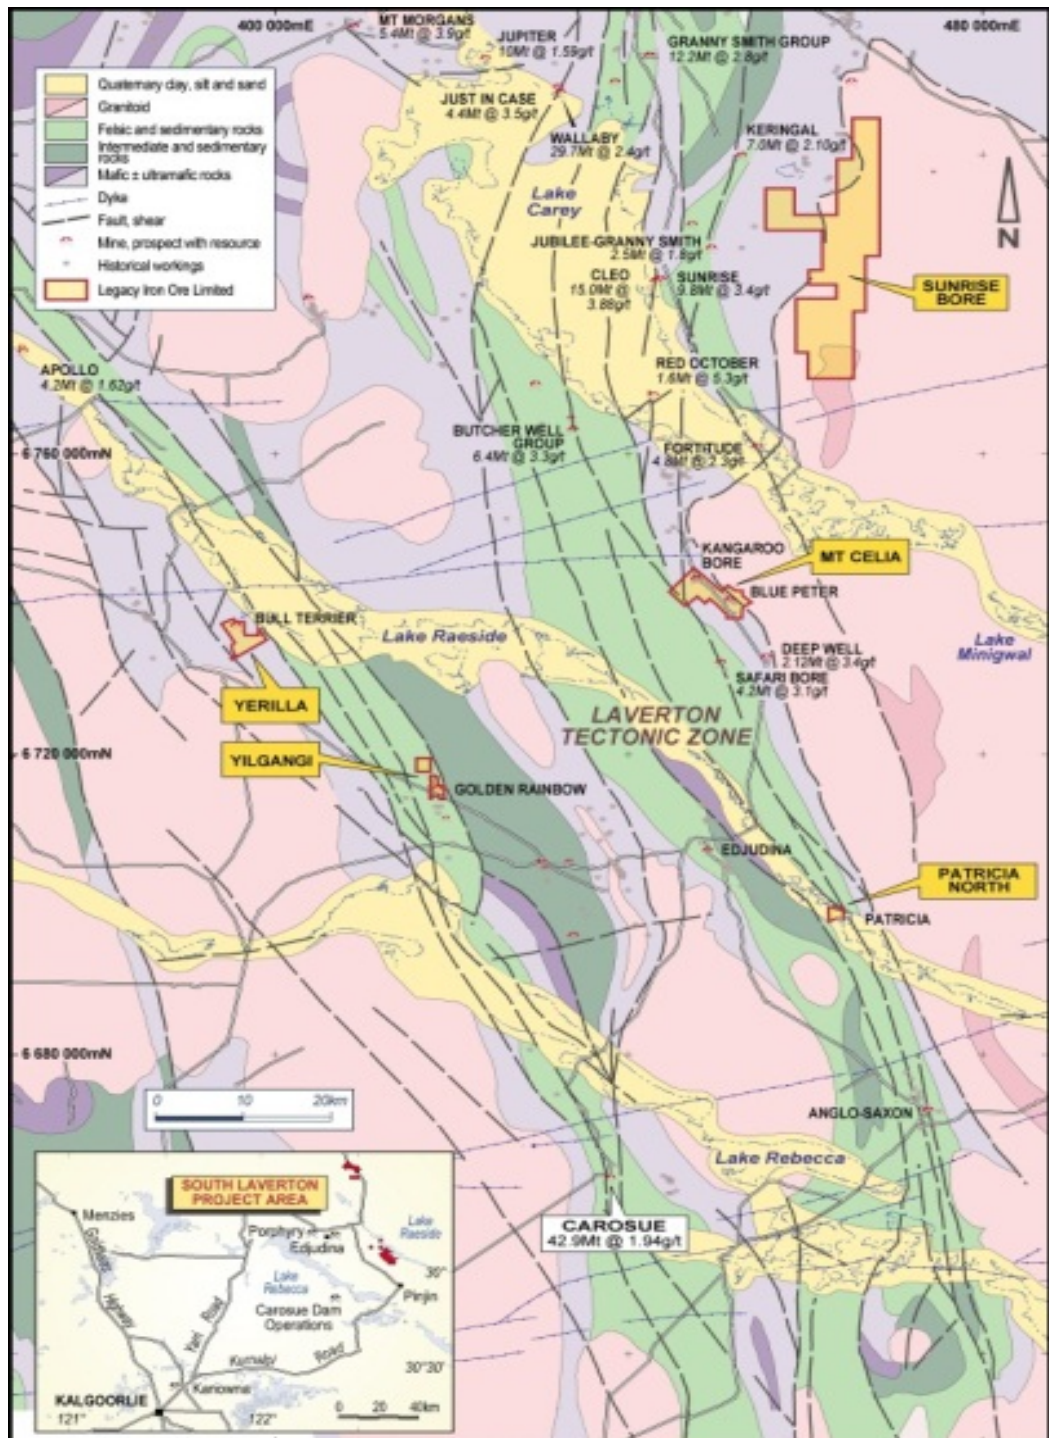 400 000mE
480 000mE
MT MORGANS
5.4Mt @ 3.9g/t
JUPITER
10Mt @ 1.59g/t
GRANNY SMITH GROUP
12.2Mt @ 2.8g/t
Quaternary clay, silt and sand
Granitoid
Felsic and sedimentary rocks
Intermediate and sedimentary
rocks
Mafic ± ultramafic rocks
Dyke
Fault, shear
Mine, prospect with resource
Historical workings
Legacy Iron Ore Limited
JUST IN CASE
4.4Mt @ 3.5g/t
WALLABY
29.7Mt @ 2.4g/t
KERINGAL
7.0Mt @ 2.10g/t
Lake
Carey
N
JUBILEE-GRANNY SMITH
2.5Mt @ 1.8g/t
CLEO
15.0Mt @
3.88g/t
SUNRISE
9.8Mt @ 3.4g/t
SUNRISE
BORE
APOLLO
4.2Mt @ 1.62g/t
RED OCTOBER
1.6Mt @ 5.3g/t
BUTCHER WELL
GROUP
6.4Mt @ 3.3g/t
FORTITUDE
4.8Mt @ 2.3g/t
6 760 000mN
KANGAROO
BORE
MT CELIA
BLUE PETER
BULL TERRIER
Lake Raeside
Lake
Minigwal
DEEP WELL
2.12Mt @ 3.4g/t
SAFARI BORE
4.2Mt @ 3.1g/t
YERILLA
LAVERTON
TECTONIC ZONE
6 720 000mN
YILGANGI
GOLDEN RAINBOW
EDJUDINA
PATRICIA
NORTH
PATRICIA
6 680 000mN
0 10 20km
ANGLO-SAXON
Lake Rebecca
CAROSUE
42.9Mt @ 1.94g/t
SOUTH LAVERTON
PROJECT AREA
Menzies
Goldfields
Highway
Porphyry
Edjudina
Lake
Raeside
30°
Lake
Rebecca
Pinjin
Carosue Dam
Operations
Yarri Road
Kurnalpi Road
30°30'
Kanowna
KALGOORLIE
121°
122°
0 20 40km